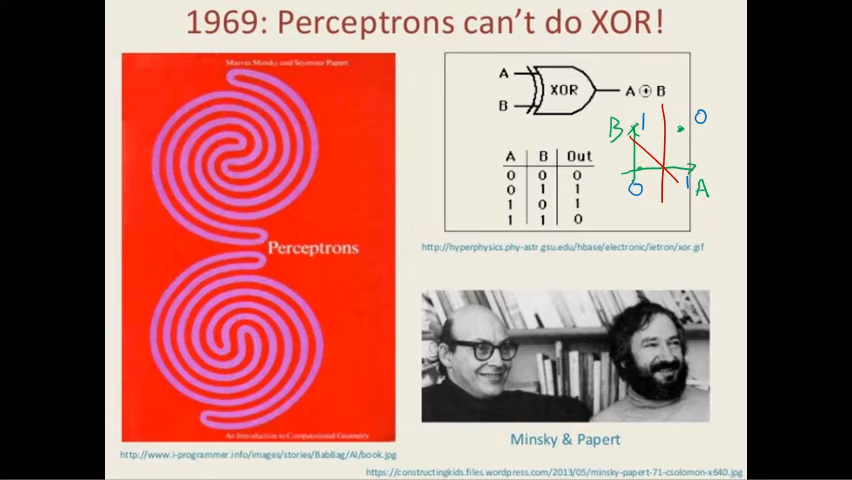 1969: Perceptrons can't do XOR!
Marvin Minsky and Seymour Papert
Perceptrons
An Introduction to Computational Geometry
http://www.i-programmer.info/images/stories/BabBag/AI/book.jpg
A
B
XOR
A ⊕ B
A B Out
0 0 0
0 1 1
1 0 1
1 1 0
B 1 0
0 1 A
http://hyperphysics.phy-astr.gsu.edu/hbase/electronic/ietron/xor.gif
Minsky & Papert
https://constructingkids.files.wordpress.com/2013/05/minsky-papert-71-csolomon-x640.jpg